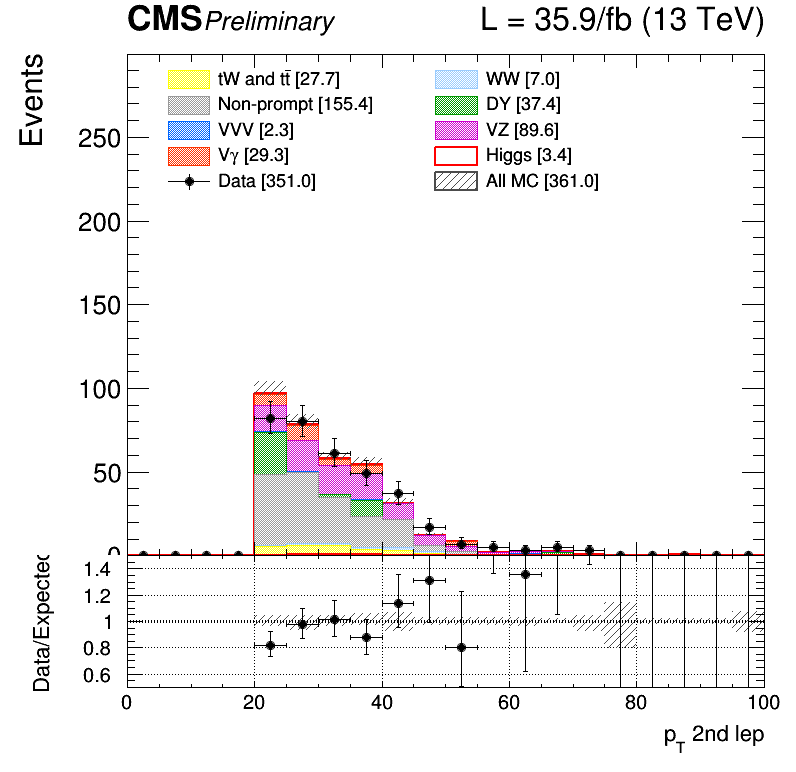 CMS Preliminary L = 35.9/fb (13 TeV)
Events
tW and tt̄ [27.7] WW [7.0]
Non-prompt [155.4] DY [37.4]
VVV [2.3] VZ [89.6]
Vγ [29.3] Higgs [3.4]
Data [351.0] All MC [361.0]
250
200
150
100
50
0
Data/Expected
1.4
1.2
1
0.8
0.6
0 20 40 60 80 100
p_T 2nd lep